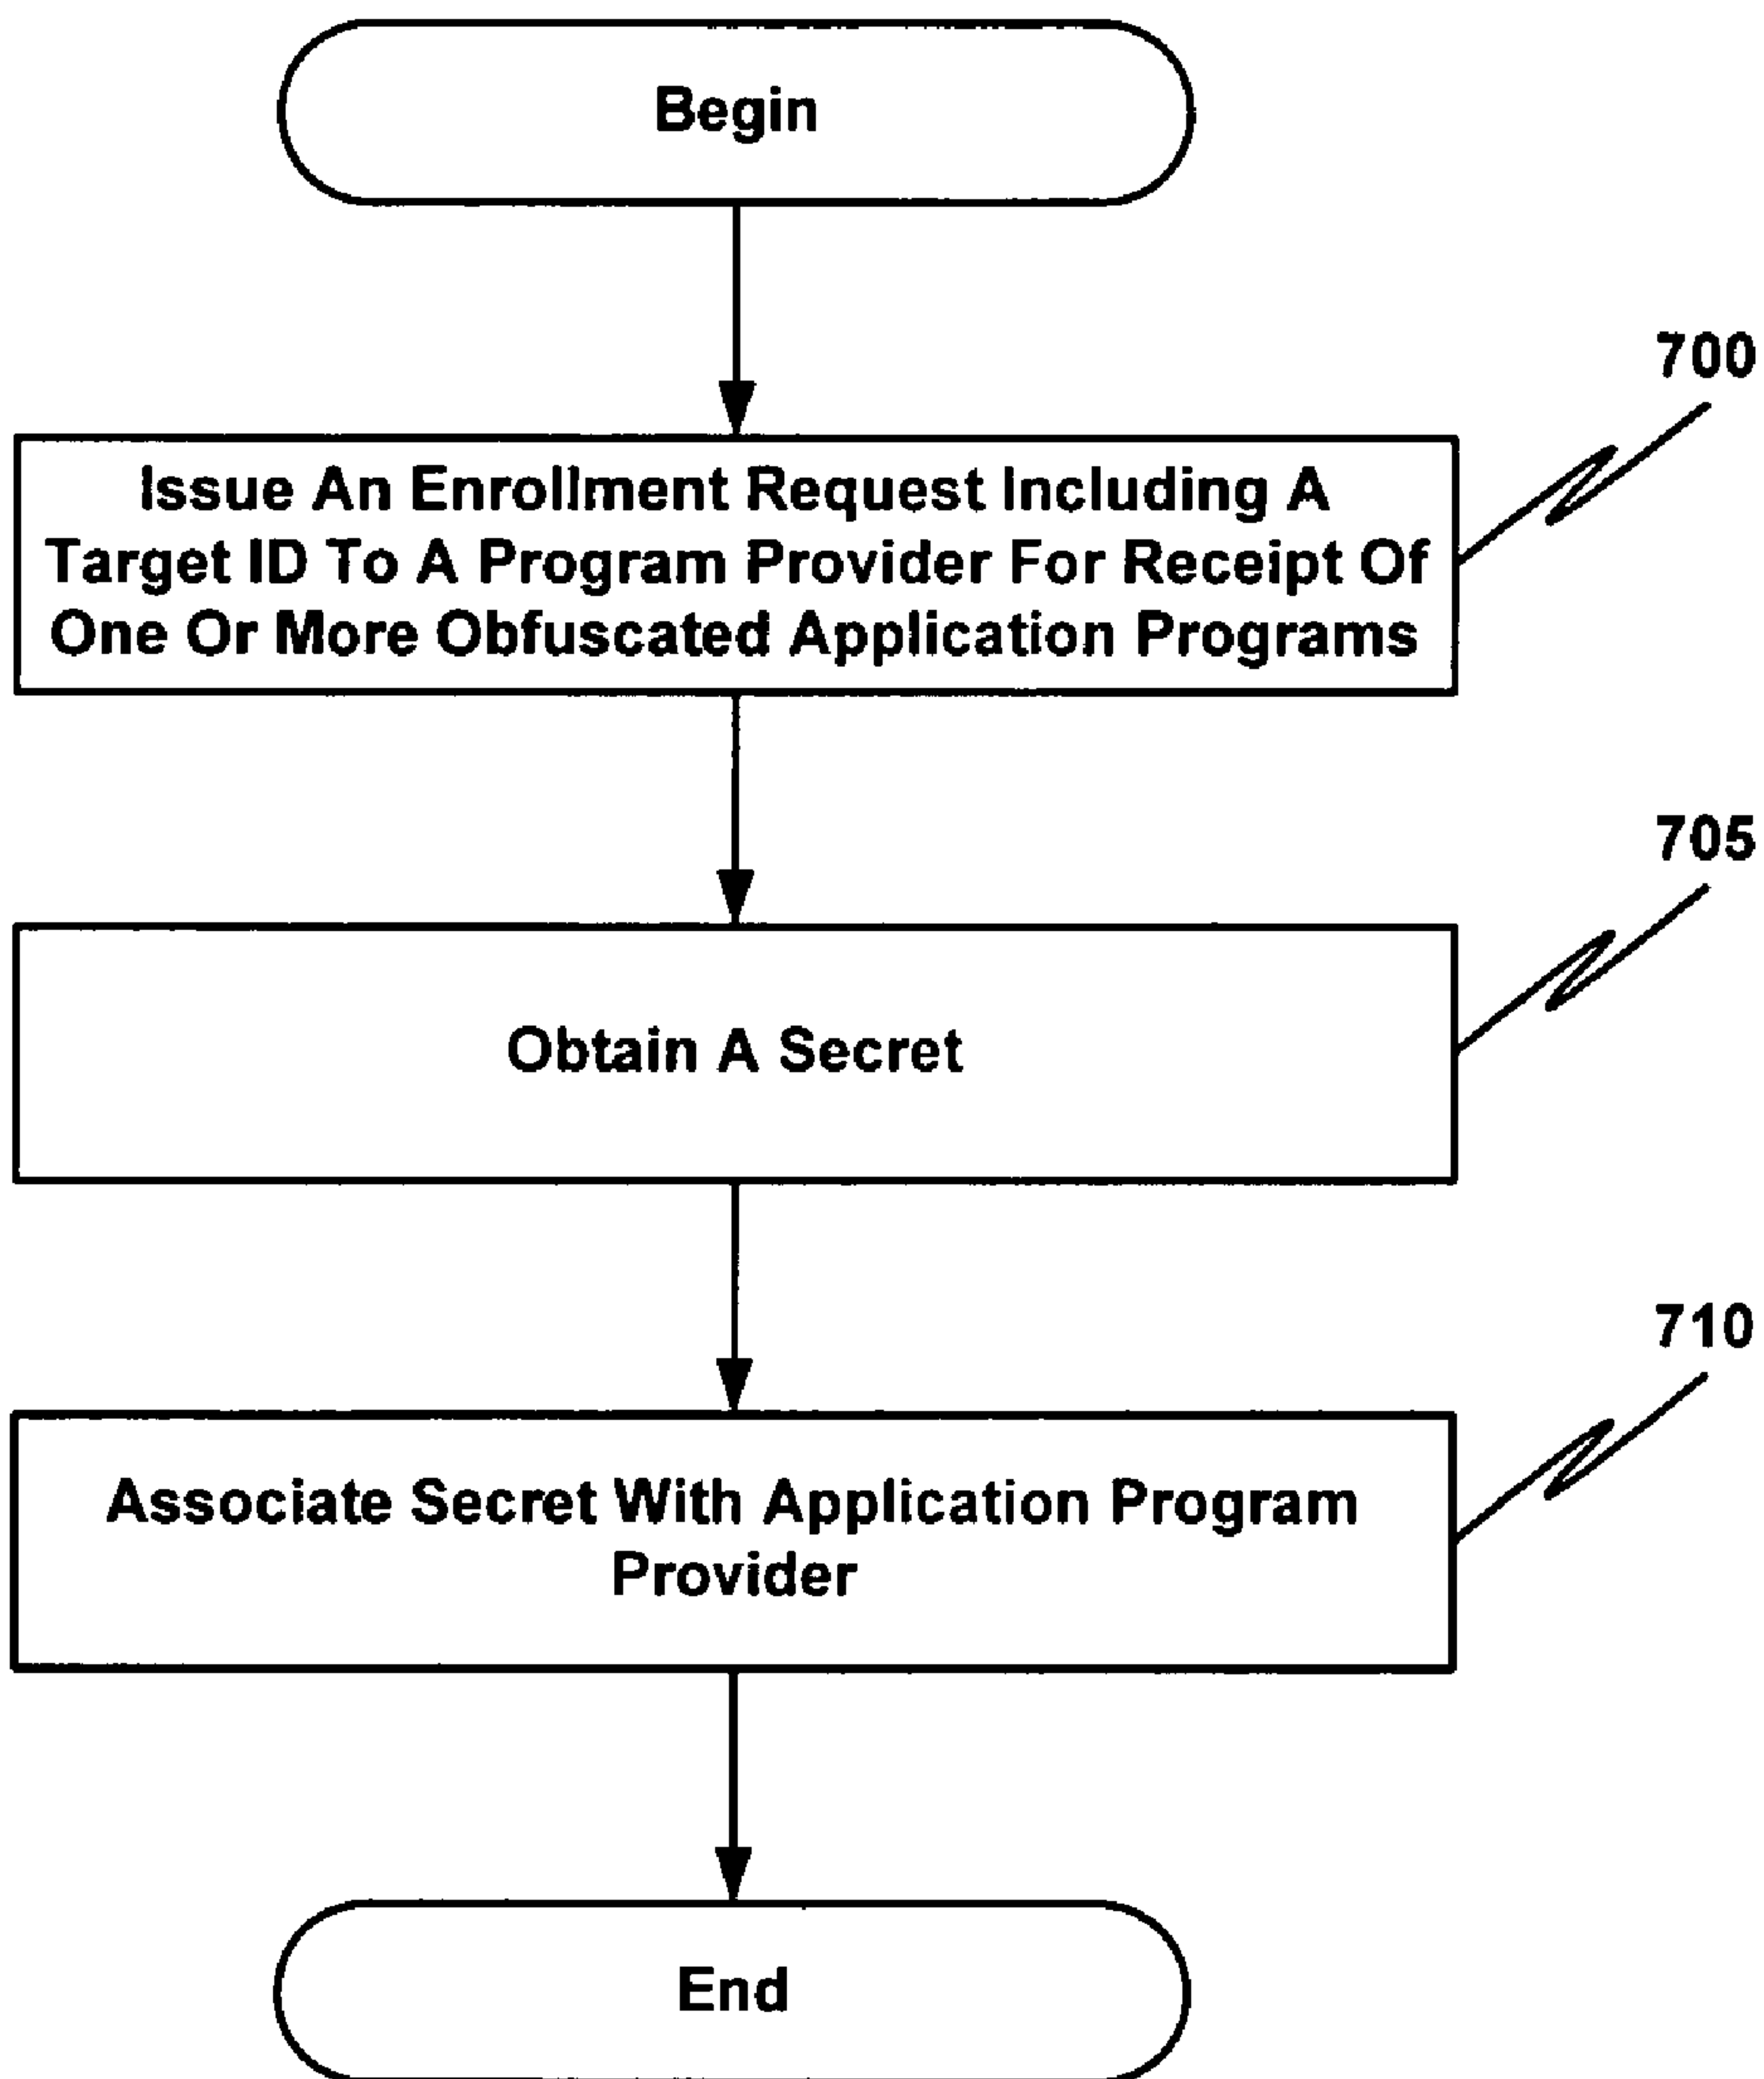 Begin
700
Issue An Enrollment Request Including A
Target ID To A Program Provider For Receipt Of
One Or More Obfuscated Application Programs
705
Obtain A Secret
710
Associate Secret With Application Program
Provider
End